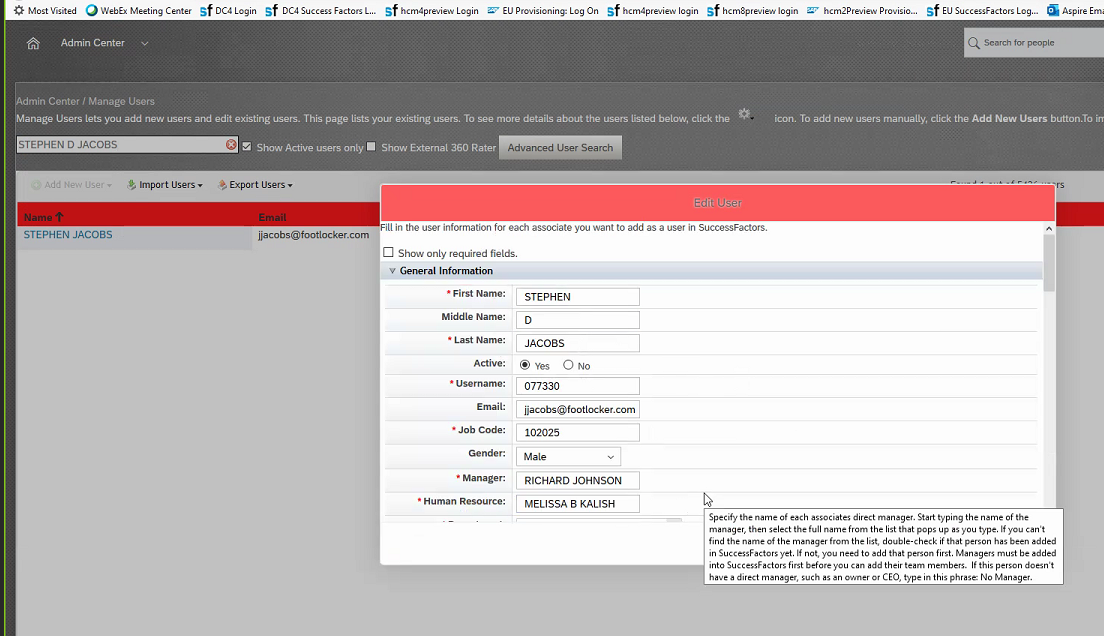 Most Visited WebEx Meeting Center DC4 Login DC4 Success Factors L... hcm4preview Login EU Provisioning: Log On hcm4preview login hcm8preview login hcm2Preview Provisio... EU SuccessFactors Log... Aspire Ema
Admin Center
Search for people
Admin Center / Manage Users
Manage Users lets you add new users and edit existing users. This page lists your existing users. To see more details about the users listed below, click the icon. To add new users manually, click the Add New Users button.To im
STEPHEN D JACOBS Show Active users only Show External 360 Rater Advanced User Search
Add New User Import Users Export Users
Name Email
STEPHEN JACOBS jjacobs@footlocker.com
Edit User
Fill in the user information for each associate you want to add as a user in SuccessFactors.
Show only required fields.
General Information
* First Name: STEPHEN
Middle Name: D
* Last Name: JACOBS
Active: Yes No
* Username: 077330
Email: jjacobs@footlocker.com
* Job Code: 102025
Gender: Male
* Manager: RICHARD JOHNSON
* Human Resource: MELISSA B KALISH
Specify the name of each associates direct manager. Start typing the name of the
manager, then select the full name from the list that pops up as you type. If you can't
find the name of the manager from the list, double-check if that person has been added
in SuccessFactors yet. If not, you need to add that person first. Managers must be added
into SuccessFactors first before you can add their team members. If this person doesn't
have a direct manager, such as an owner or CEO, type in this phrase: No Manager.